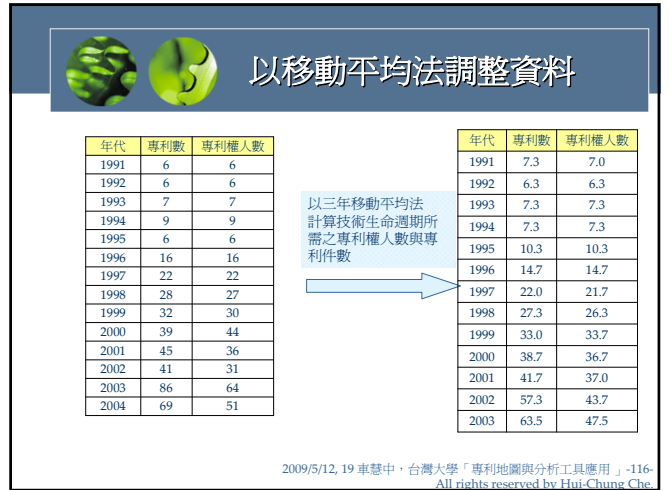 以移動平均法調整資料
年代 專利數 專利權人數
1991 6 6
1992 6 6
1993 7 7
1994 9 9
1995 6 6
1996 16 16
1997 22 22
1998 28 27
1999 32 30
2000 39 44
2001 45 36
2002 41 31
2003 86 64
2004 69 51
以三年移動平均法
計算技術生命週期所
需之專利權人數與專
利件數
年代 專利數 專利權人數
1991 7.3 7.0
1992 6.3 6.3
1993 7.3 7.3
1994 7.3 7.3
1995 10.3 10.3
1996 14.7 14.7
1997 22.0 21.7
1998 27.3 26.3
1999 33.0 33.7
2000 38.7 36.7
2001 41.7 37.0
2002 57.3 43.7
2003 63.5 47.5
2009/5/12, 19 車慧中，台灣大學「專利地圖與分析工具應用 」-116-
All rights reserved by Hui-Chung Che.